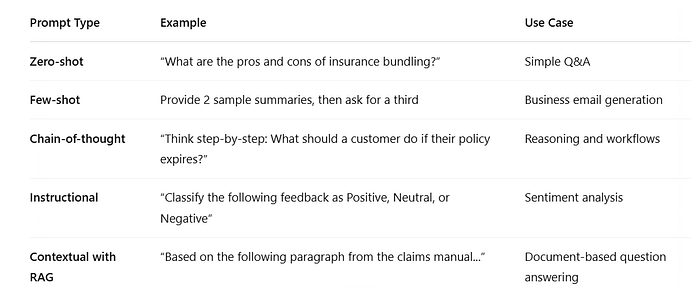 Prompt Type Example Use Case
Zero-shot “What are the pros and cons of insurance bundling?” Simple Q&A
Few-shot Provide 2 sample summaries, then ask for a third Business email generation
Chain-of-thought “Think step-by-step: What should a customer do if their policy Reasoning and workflows
expires?”
Instructional “Classify the following feedback as Positive, Neutral, or Sentiment analysis
Negative”
Contextual with “Based on the following paragraph from the claims manual...” Document-based question
RAG answering